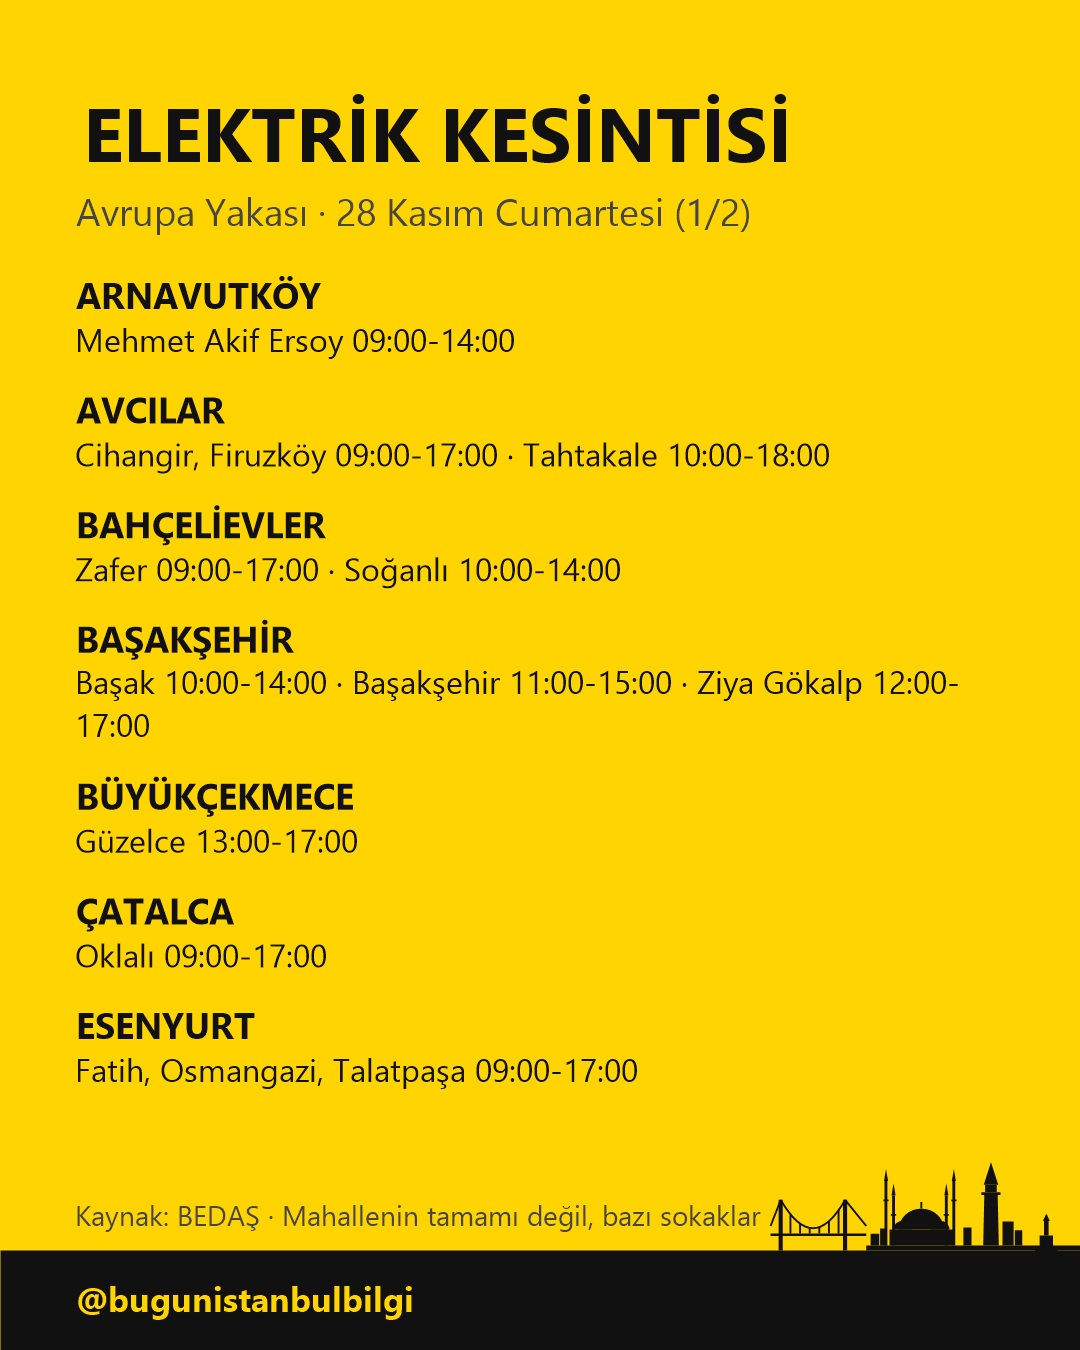 ELEKTRİK KESİNTİSİ
Avrupa Yakası · 28 Kasım Cumartesi (1/2)
ARNAVUTKÖY
Mehmet Akif Ersoy 09:00-14:00
AVCILAR
Cihangir, Firuzköy 09:00-17:00 · Tahtakale 10:00-18:00
BAHÇELİEVLER
Zafer 09:00-17:00 · Soğanlı 10:00-14:00
BAŞAKŞEHİR
Başak 10:00-14:00 · Başakşehir 11:00-15:00 · Ziya Gökalp 12:00-
17:00
BÜYÜKÇEKMECE
Güzelce 13:00-17:00
ÇATALCA
Oklalı 09:00-17:00
ESENYURT
Fatih, Osmangazi, Talatpaşa 09:00-17:00
Kaynak: BEDAŞ · Mahallenin tamamı değil, bazı sokaklar
@bugunistanbulbilgi